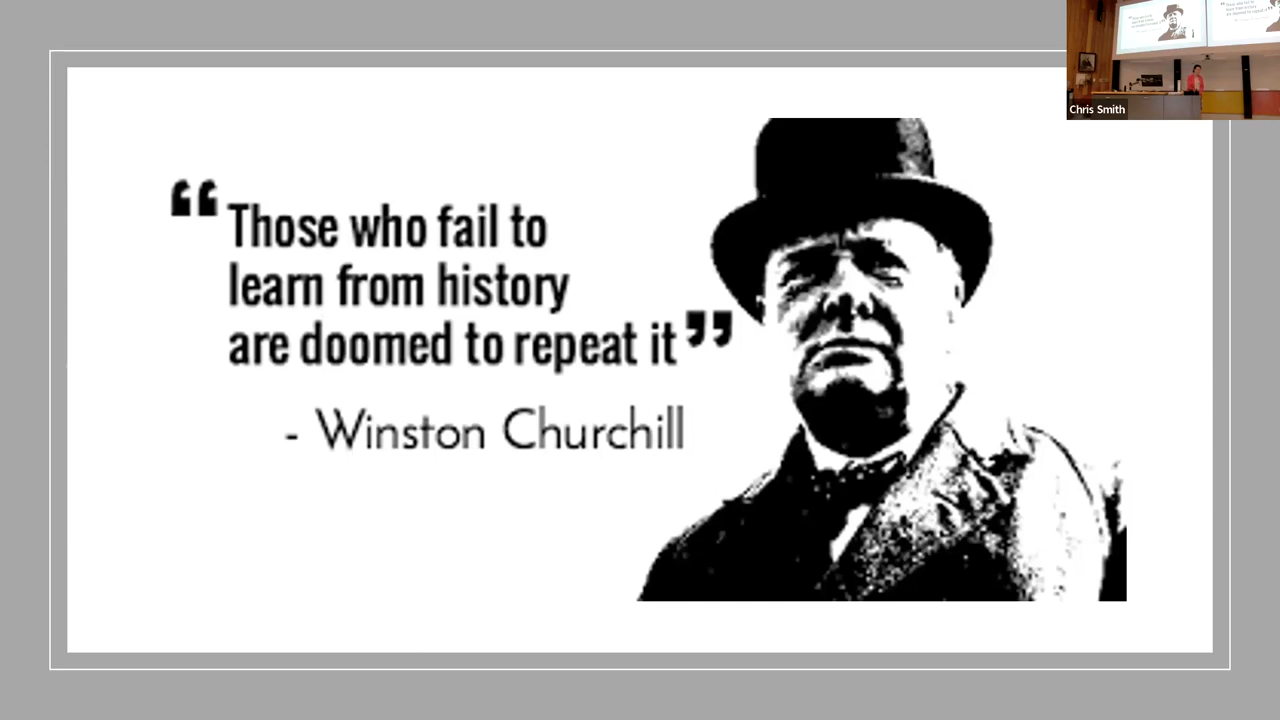 “Those who fail to
learn from history
are doomed to repeat it”
- Winston Churchill
Chris Smith